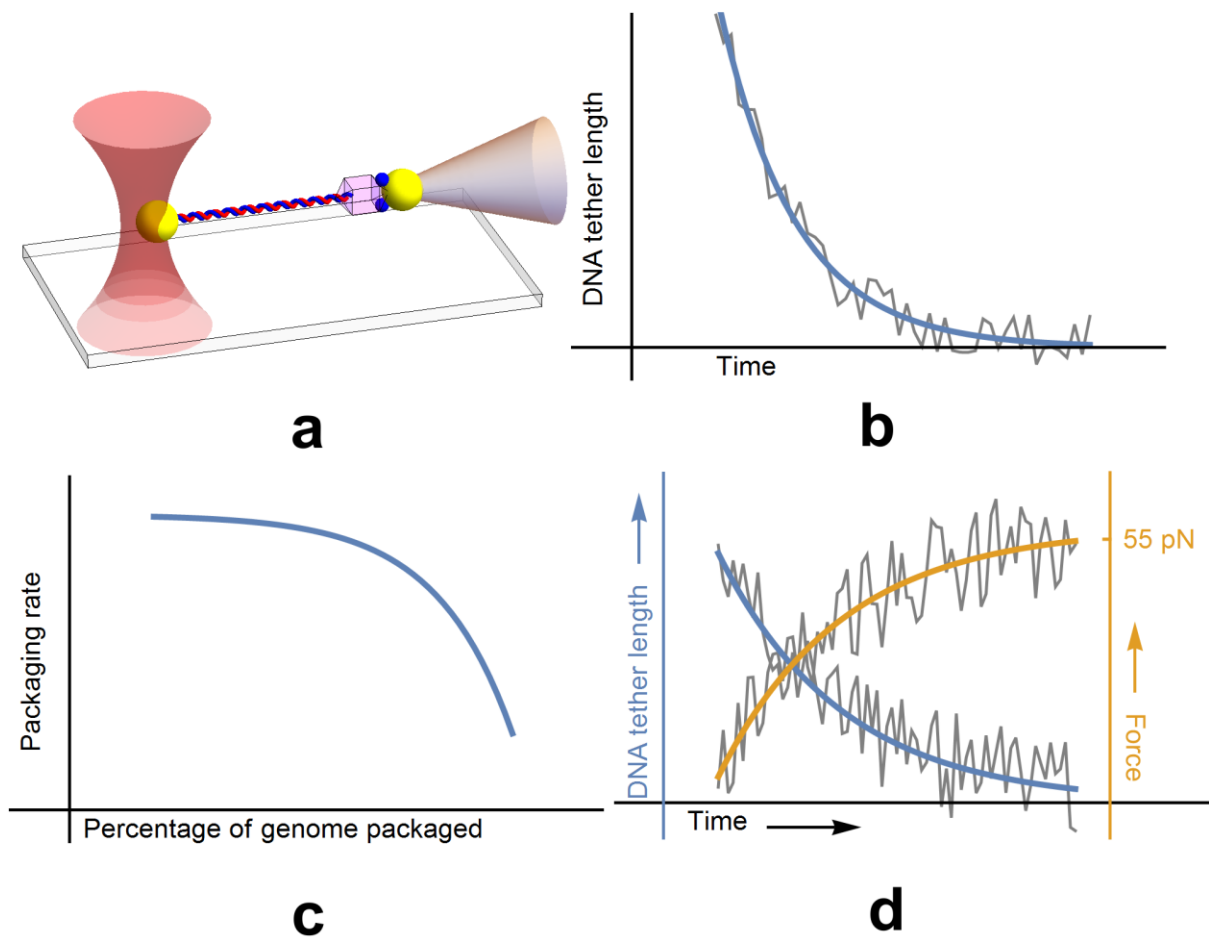 DNA tether length
Time
a
b
Packaging rate
Percentage of genome packaged
c
DNA tether length
Time
55 pN
Force
d